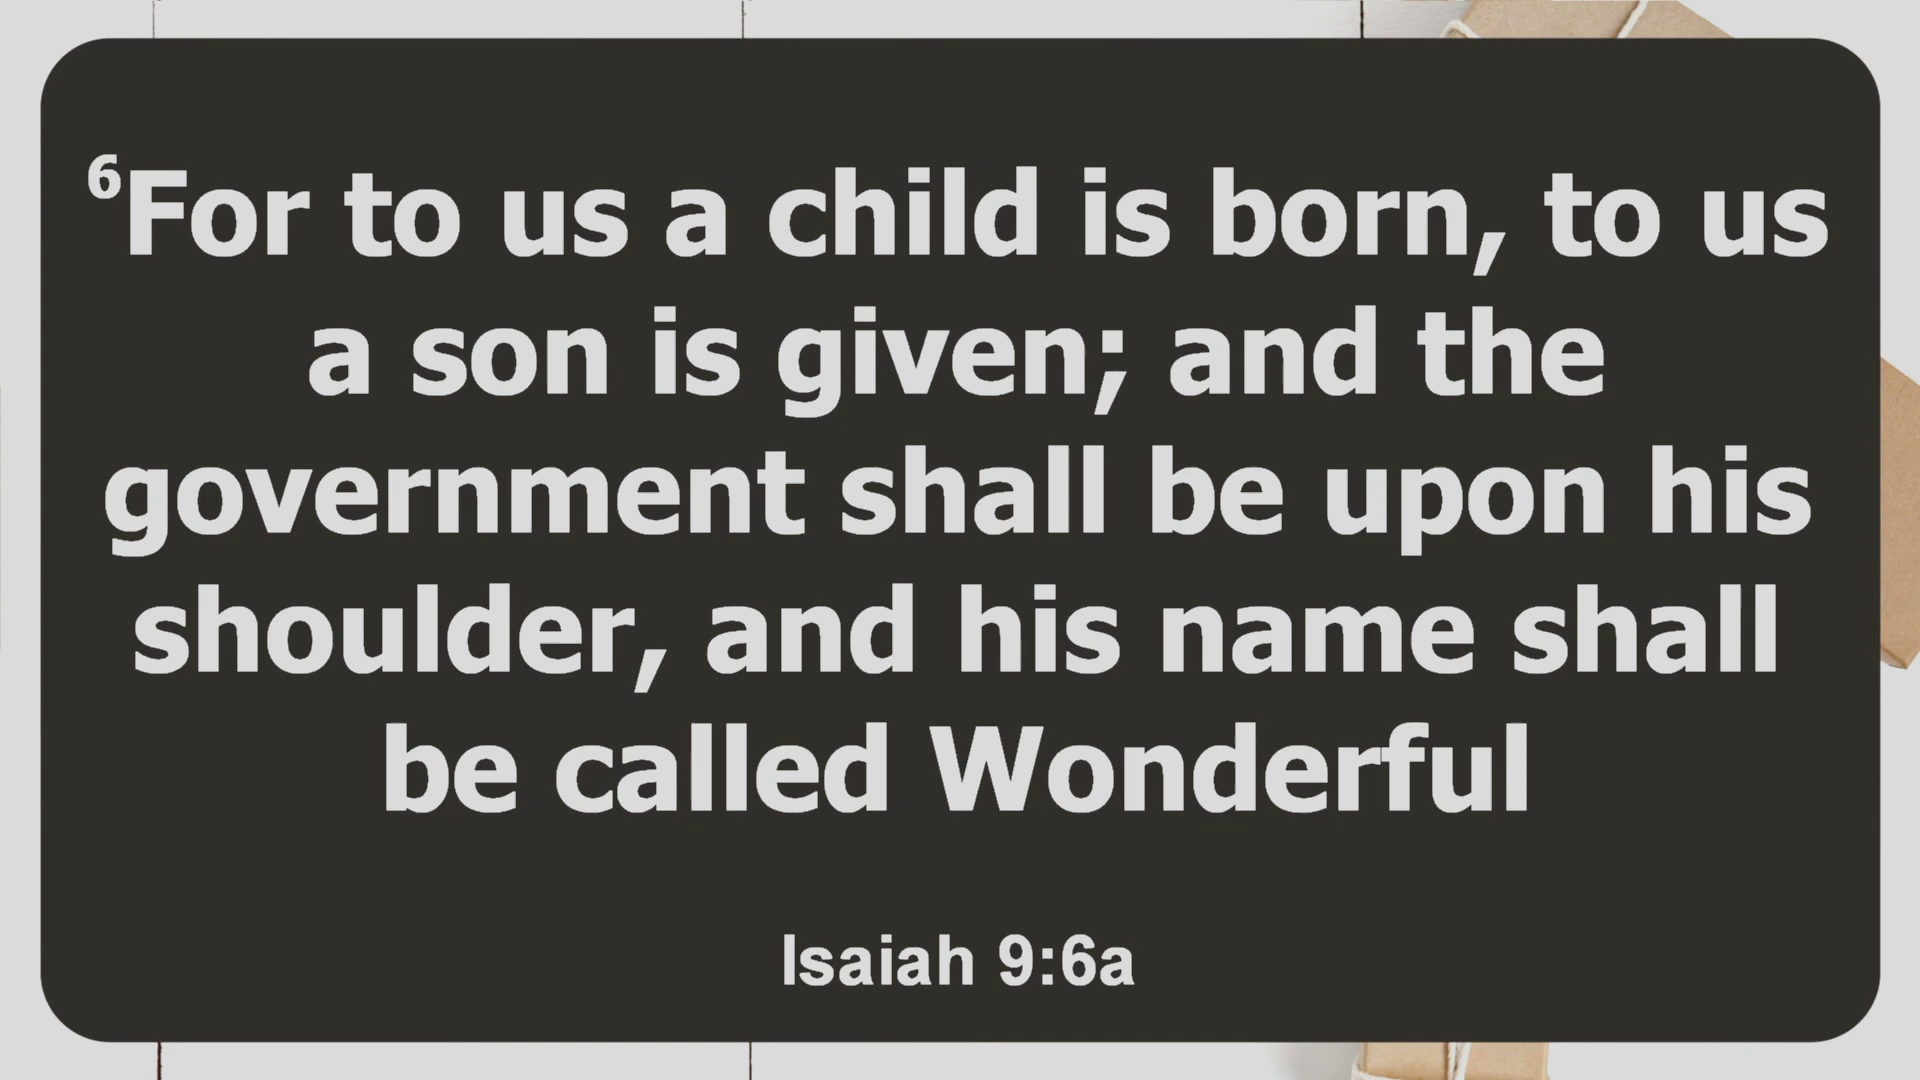 ⁶For to us a child is born, to us
a son is given; and the
government shall be upon his
shoulder, and his name shall
be called Wonderful
Isaiah 9:6a